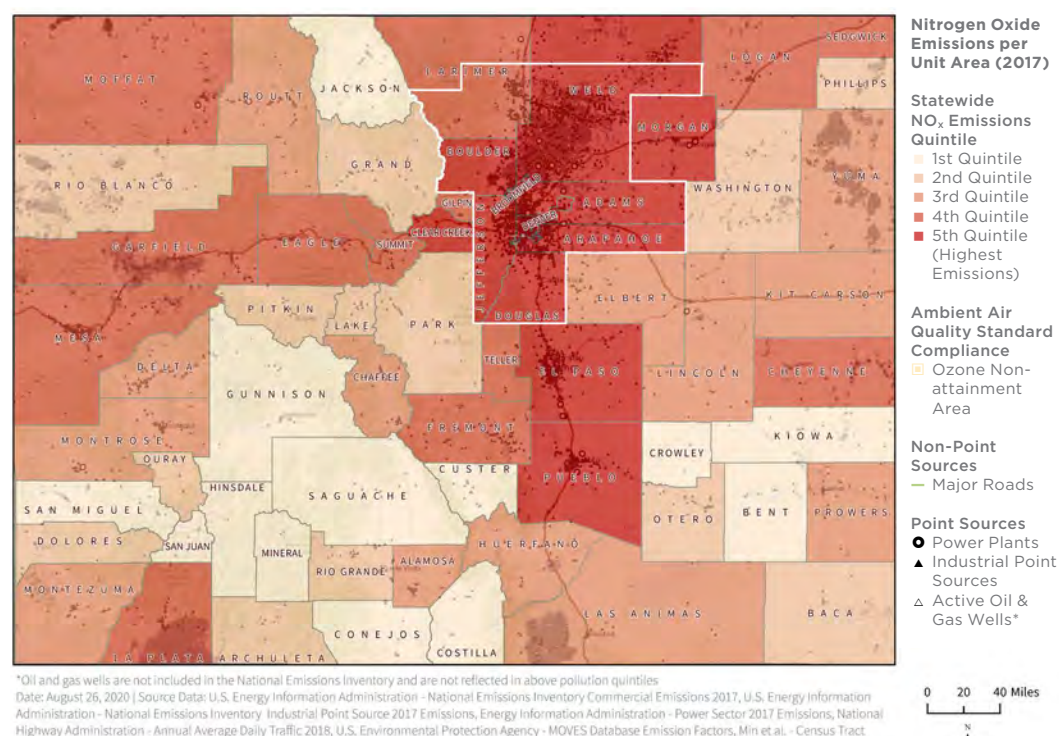 Nitrogen Oxide
Emissions per
Unit Area (2017)
Statewide
NOx Emissions
Quintile
1st Quintile
2nd Quintile
3rd Quintile
4th Quintile
5th Quintile
(Highest
Emissions)
Ambient Air
Quality Standard
Compliance
Ozone Non-
attainment
Area
Non-Point
Sources
Major Roads
Point Sources
Power Plants
Industrial Point
Sources
Active Oil &
Gas Wells*
0 20 40 Miles
N
MOFFAT
ROUTT
JACKSON
LARIMER
WELD
LOGAN
SEDGWICK
PHILLIPS
MORGAN
RIO BLANCO
GRAND
BOULDER
BROOMFIELD
WASHINGTON
YUMA
GILPIN
ADAMS
DENVER
CLEAR CREEK
GARFIELD
EAGLE
SUMMIT
JEFFERSON
ARAPAHOE
PITKIN
LAKE
PARK
DOUGLAS
ELBERT
KIT CARSON
MESA
DELTA
CHAFFEE
TELLER
EL PASO
LINCOLN
CHEYENNE
GUNNISON
MONTROSE
FREMONT
KIOWA
OURAY
CUSTER
PUEBLO
CROWLEY
HINSDALE
SAGUACHE
SAN MIGUEL
OTERO
BENT
PROWERS
DOLORES
SAN JUAN
MINERAL
RIO GRANDE
ALAMOSA
HUERFANO
MONTEZUMA
LAS ANIMAS
BACA
CONEJOS
COSTILLA
LA PLATA
ARCHULETA
*Oil and gas wells are not included in the National Emissions Inventory and are not reflected in above pollution quintiles
Date: August 26, 2020 | Source Data: U.S. Energy Information Administration - National Emissions Inventory Commercial Emissions 2017, U.S. Energy Information
Administration - National Emissions Inventory Industrial Point Source 2017 Emissions, Energy Information Administration - Power Sector 2017 Emissions, National
Highway Administration - Annual Average Daily Traffic 2018, U.S. Environmental Protection Agency - MOVES Database Emission Factors, Min et al. - Census Tract